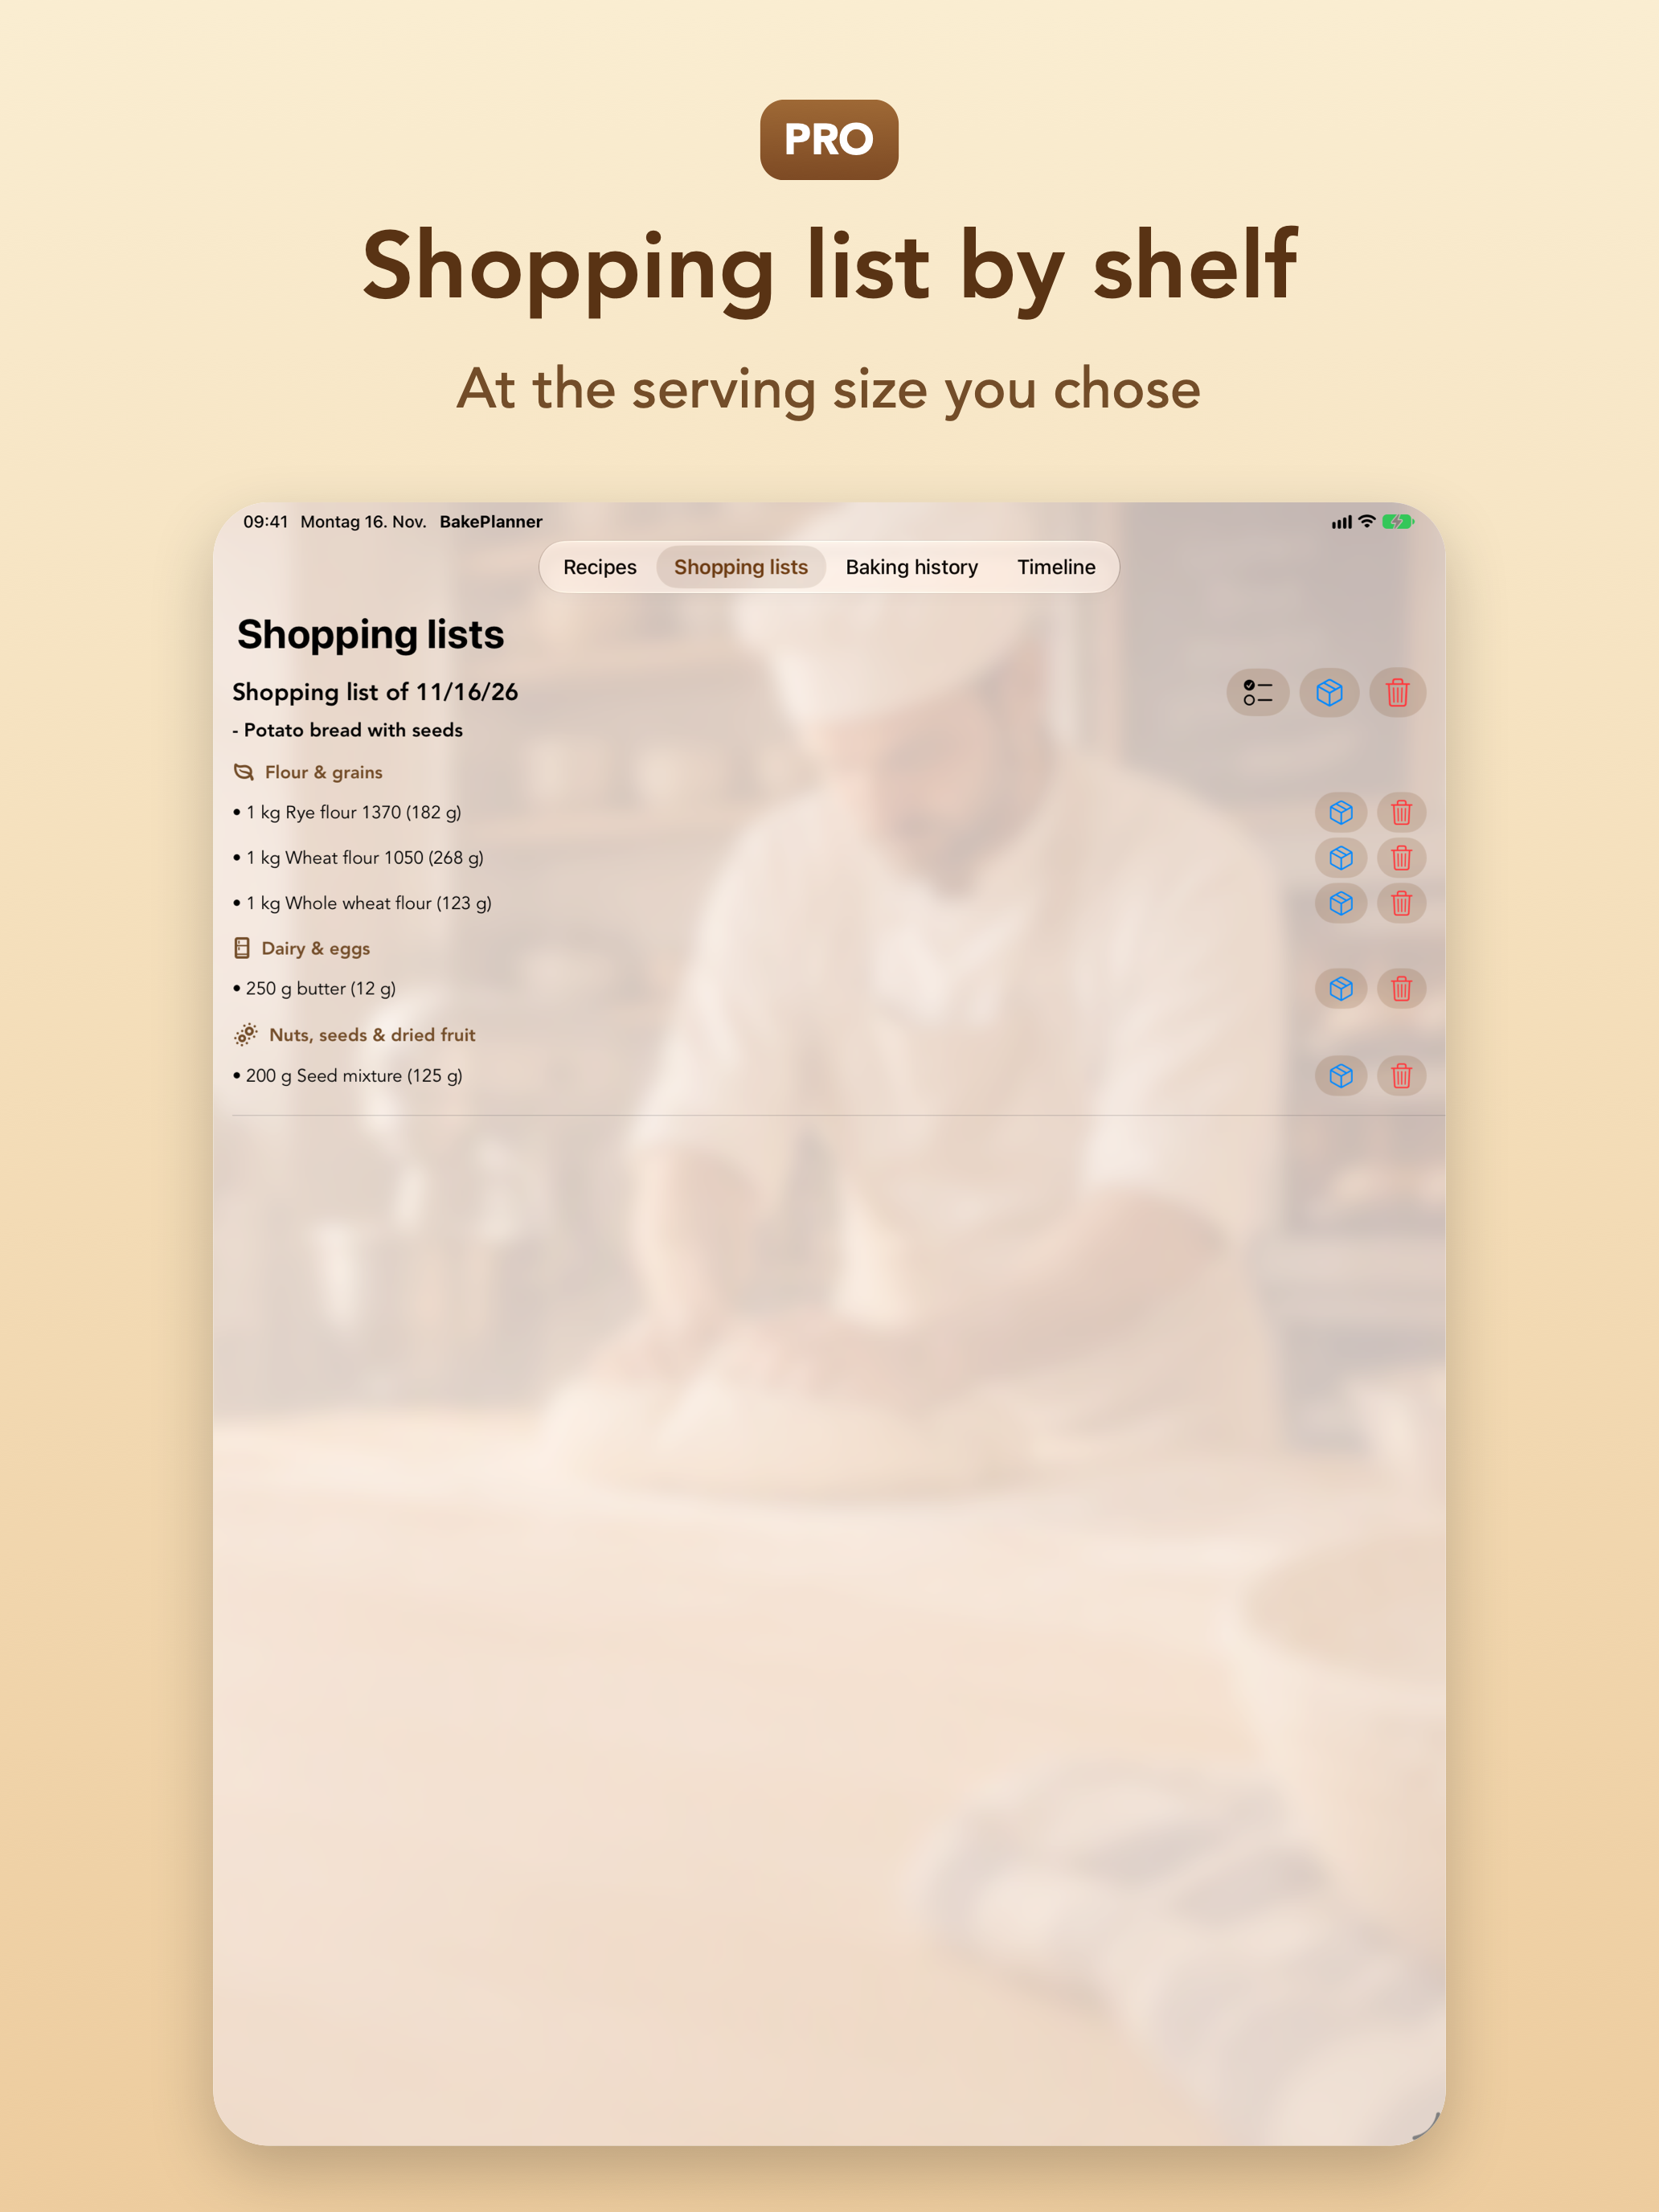 PRO
Shopping list by shelf
At the serving size you chose
09:41 Montag 16. Nov. BakePlanner
Recipes Shopping lists Baking history Timeline
Shopping lists
Shopping list of 11/16/26
- Potato bread with seeds
Flour & grains
• 1 kg Rye flour 1370 (182 g)
• 1 kg Wheat flour 1050 (268 g)
• 1 kg Whole wheat flour (123 g)
Dairy & eggs
• 250 g butter (12 g)
Nuts, seeds & dried fruit
• 200 g Seed mixture (125 g)